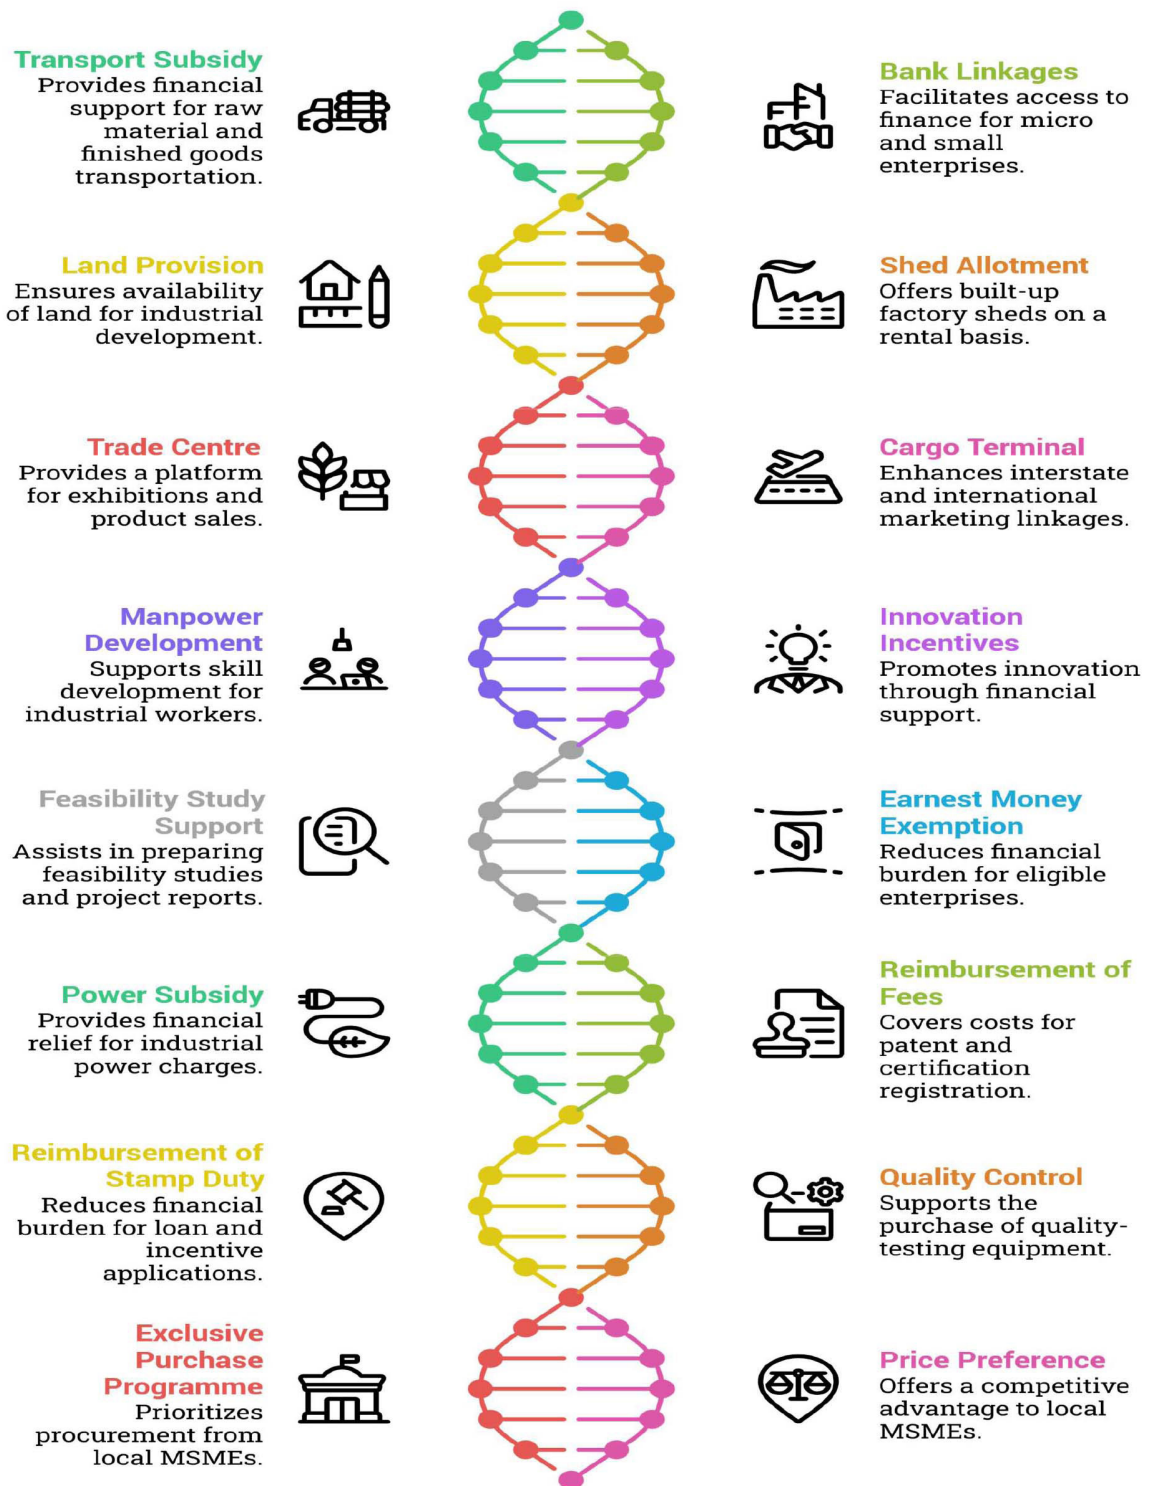 Transport Subsidy
Provides financial
support for raw
material and
finished goods
transportation.
Bank Linkages
Facilitates access to
finance for micro
and small
enterprises.
Land Provision
Ensures availability
of land for industrial
development.
Shed Allotment
Offers built-up
factory sheds on a
rental basis.
Trade Centre
Provides a platform
for exhibitions and
product sales.
Cargo Terminal
Enhances interstate
and international
marketing linkages.
Manpower
Development
Supports skill
development for
industrial workers.
Innovation
Incentives
Promotes innovation
through financial
support.
Feasibility Study
Support
Assists in preparing
feasibility studies
and project reports.
Earnest Money
Exemption
Reduces financial
burden for eligible
enterprises.
Power Subsidy
Provides financial
relief for industrial
power charges.
Reimbursement of
Fees
Covers costs for
patent and
certification
registration.
Reimbursement of
Stamp Duty
Reduces financial
burden for loan and
incentive
applications.
Quality Control
Supports the
purchase of quality-
testing equipment.
Exclusive
Purchase
Programme
Prioritizes
procurement from
local MSMEs.
Price Preference
Offers a competitive
advantage to local
MSMEs.